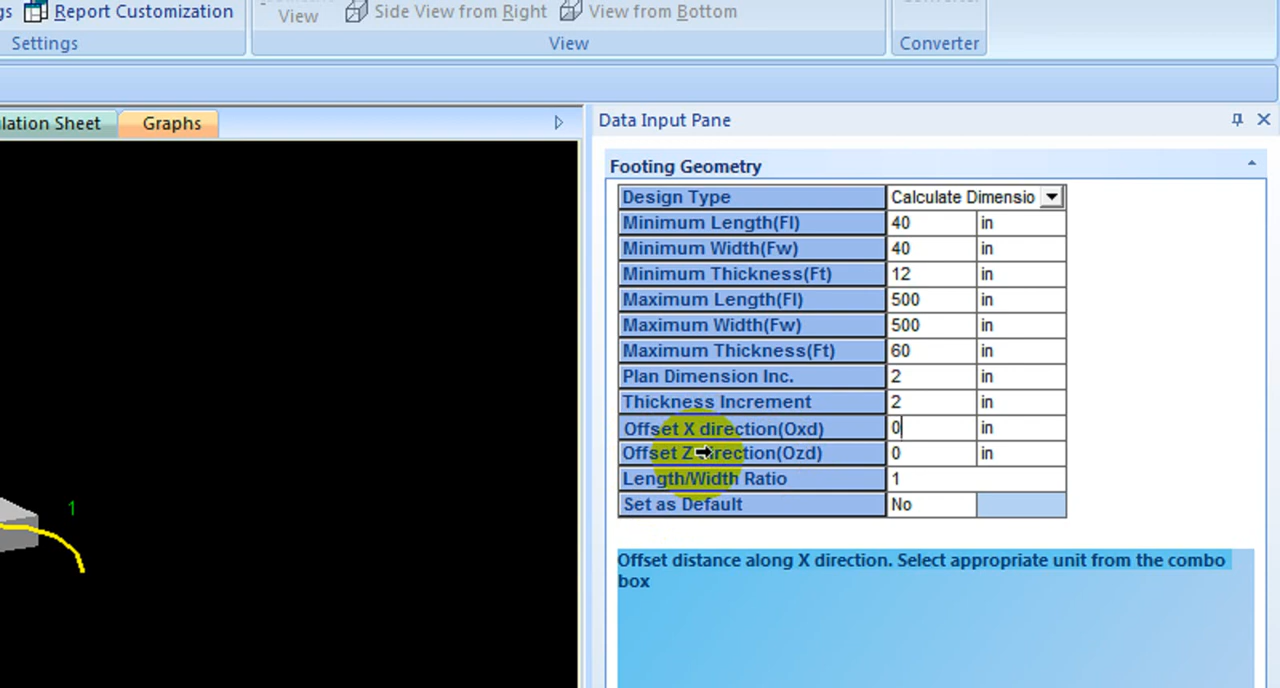 gs Report Customization
View Side View from Right View from Bottom
Settings View Converter
lation Sheet Graphs Data Input Pane
Footing Geometry
Design Type Calculate Dimensio
Minimum Length(Fl) 40 in
Minimum Width(Fw) 40 in
Minimum Thickness(Ft) 12 in
Maximum Length(Fl) 500 in
Maximum Width(Fw) 500 in
Maximum Thickness(Ft) 60 in
Plan Dimension Inc. 2 in
Thickness Increment 2 in
Offset X direction(Oxd) 0 in
Offset Z direction(Ozd) 0 in
Length/Width Ratio 1
Set as Default No
1
Offset distance along X direction. Select appropriate unit from the combo
box